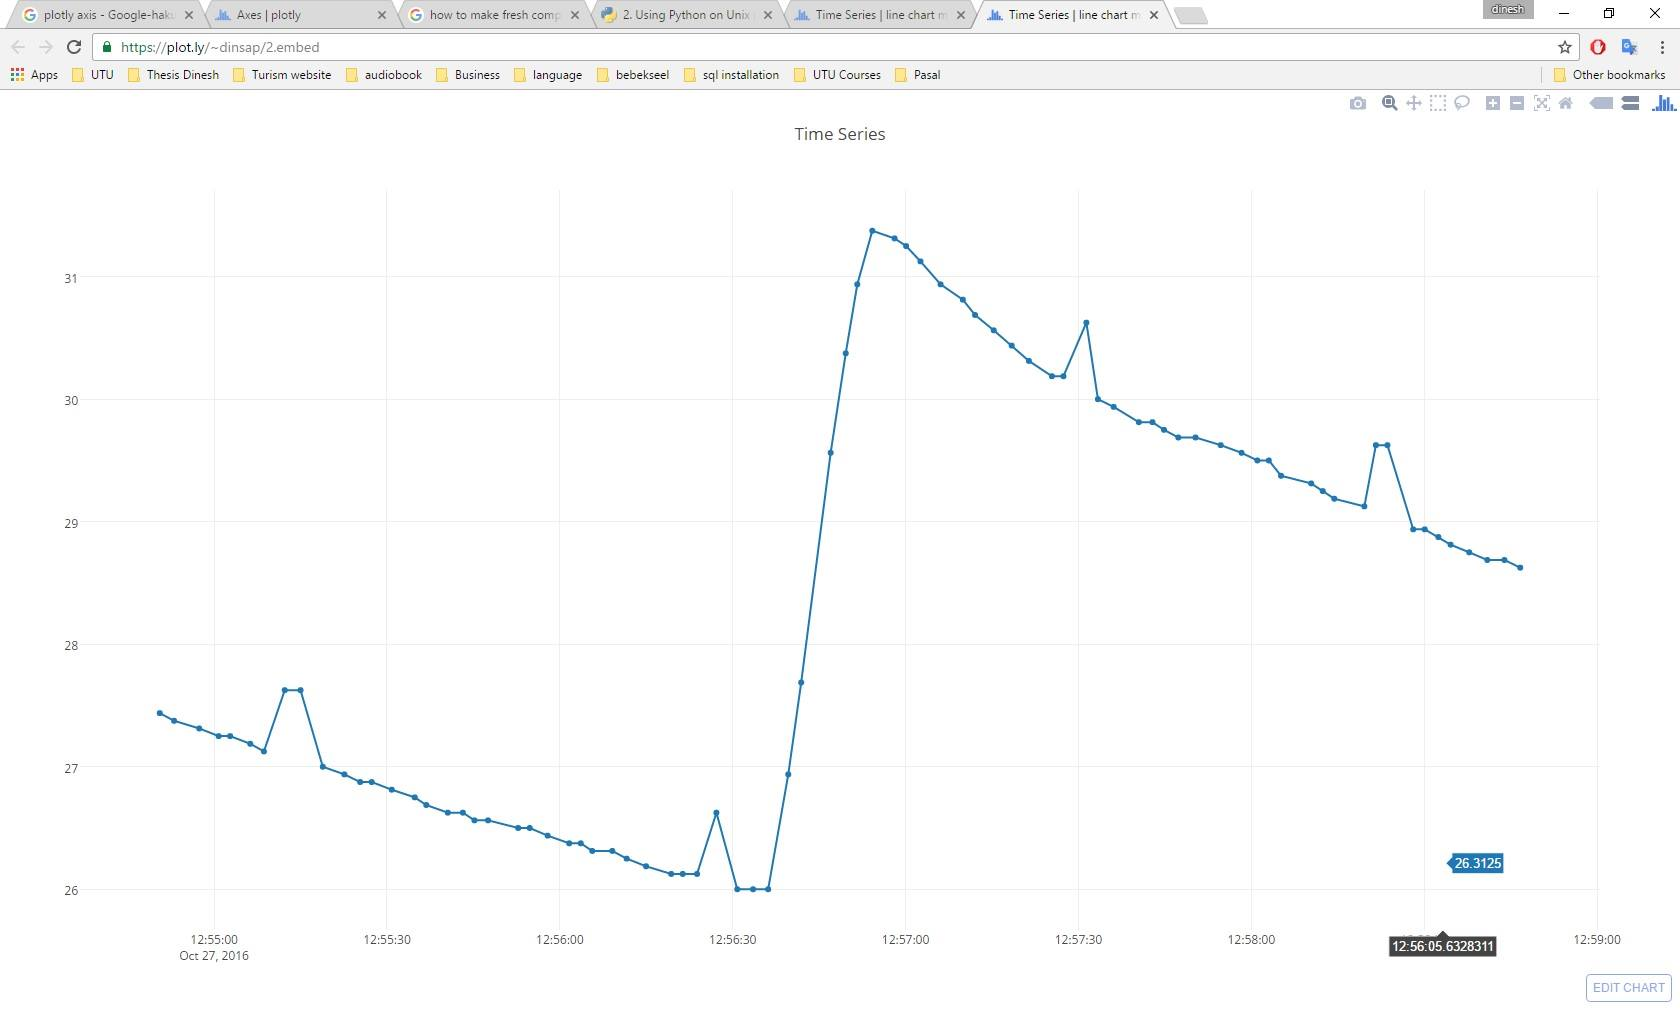 plotly axis - Google-haku
Axes | plotly
how to make fresh comp
2. Using Python on Unix
Time Series | line chart m
Time Series | line chart m
dinesh
https://plot.ly/~dinsap/2.embed
Apps UTU Thesis Dinesh Turism website audiobook Business language bebekseel sql installation UTU Courses Pasal Other bookmarks
Time Series
31
30
29
28
27
26
26.3125
12:55:00 12:55:30 12:56:00 12:56:30 12:57:00 12:57:30 12:58:00 12:59:00
Oct 27, 2016
12:56:05.6328311
EDIT CHART